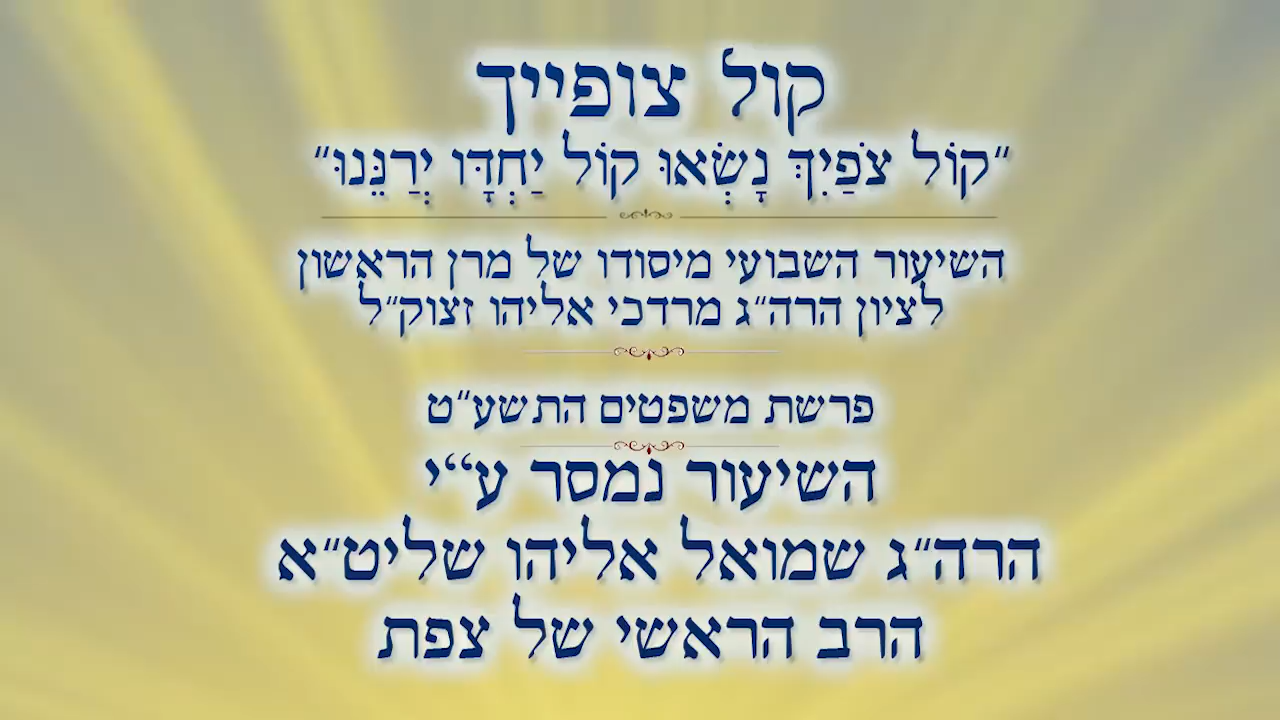 קול צופייך
"קוֹל צֹפַיִךְ נָשְׂאוּ קוֹל יַחְדָּו יְרַנֵּנוּ"
השיעור השבועי מיסודו של מרן הראשון
לציון הרה"ג מרדכי אליהו זצוק"ל
פרשת משפטים התשע"ט
השיעור נמסר ע"י
הרה"ג שמואל אליהו שליט"א
הרב הראשי של צפת